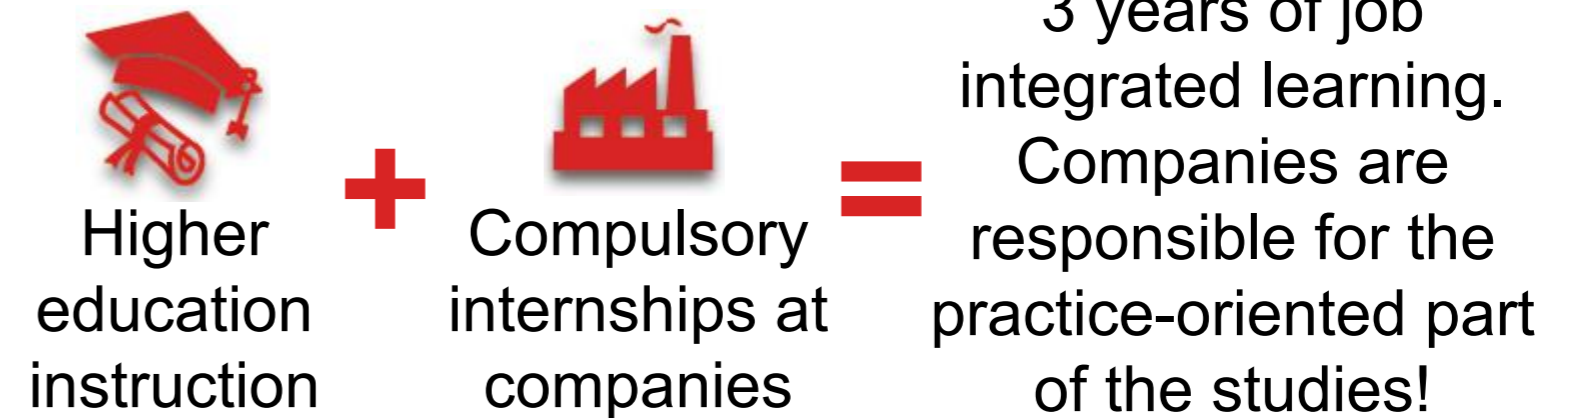 Higher
education
instruction
+
Compulsory
internships at
companies
=
3 years of job
integrated learning.
Companies are
responsible for the
practice-oriented part
of the studies!